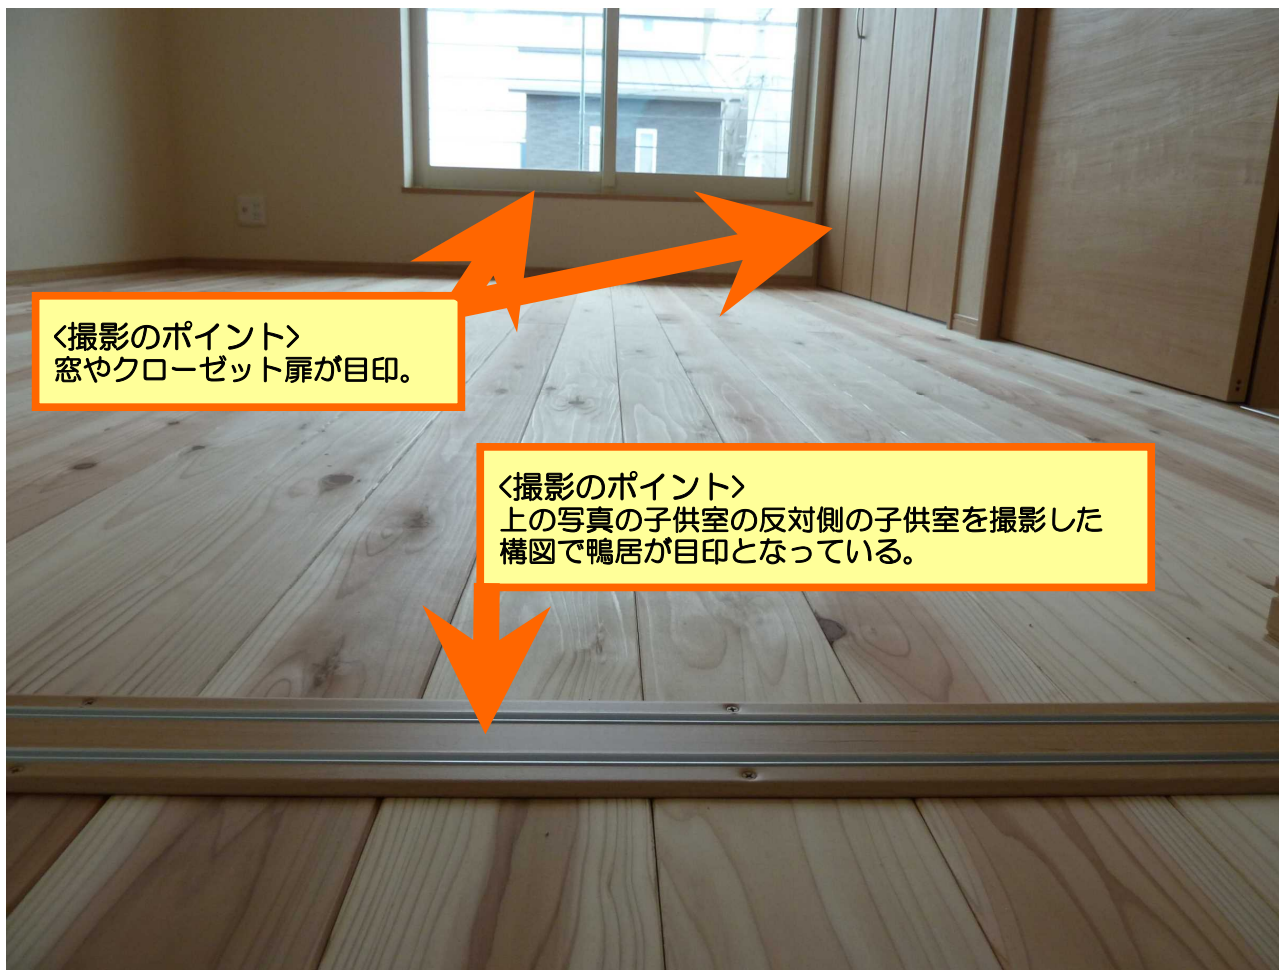 <撮影のポイント>
窓やクローゼット扉が目印。
<撮影のポイント>
上の写真の子供室の反対側の子供室を撮影した
構図で鴨居が目印となっている。